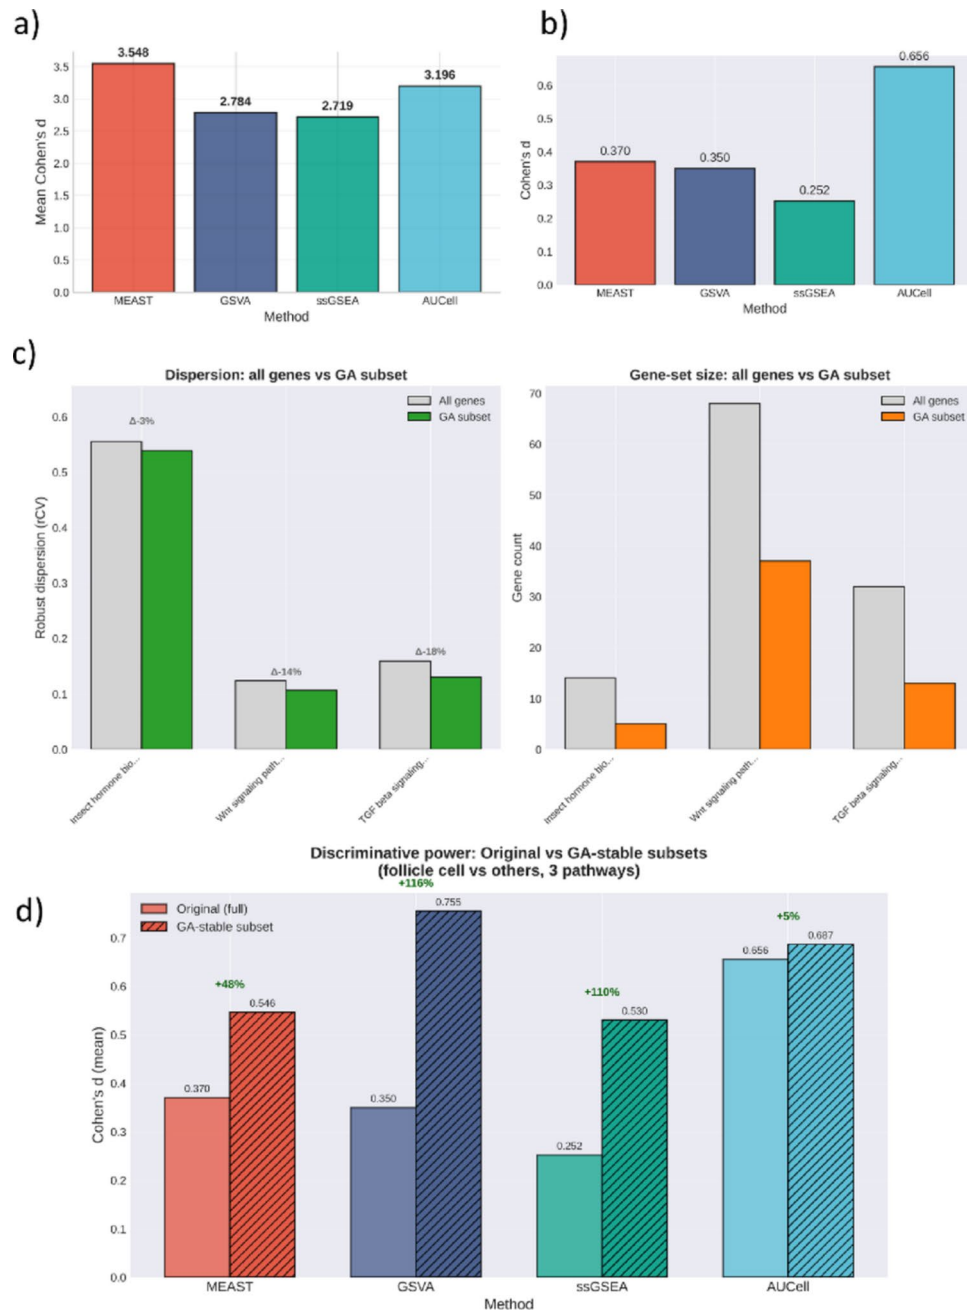 a)
3.548
2.784
2.719
3.196
3.5
3.0
2.5
2.0
1.5
1.0
0.5
0.0
Mean Cohen's d
MEAST GSVA ssGSEA AUCell
Method
b)
0.370
0.350
0.252
0.656
0.6
0.5
0.4
0.3
0.2
0.1
0.0
Cohen's d
MEAST GSVA ssGSEA AUCell
Method
c)
Dispersion: all genes vs GA subset
All genes
GA subset
Δ-3%
Δ-14%
Δ-18%
0.6
0.5
0.4
0.3
0.2
0.1
0.0
Robust dispersion (rCV)
Insect hormone bio...
Wnt signaling path...
TGF beta signaling...
Gene-set size: all genes vs GA subset
All genes
GA subset
70
60
50
40
30
20
10
0
Gene count
Insect hormone bio...
Wnt signaling path...
TGF beta signaling...
d)
Discriminative power: Original vs GA-stable subsets
(follicle cell vs others, 3 pathways)
Original (full)
GA-stable subset
+48%
+116%
+110%
+5%
0.370
0.546
0.350
0.755
0.252
0.530
0.656
0.687
0.7
0.6
0.5
0.4
0.3
0.2
0.1
0.0
Cohen's d (mean)
MEAST GSVA ssGSEA AUCell
Method